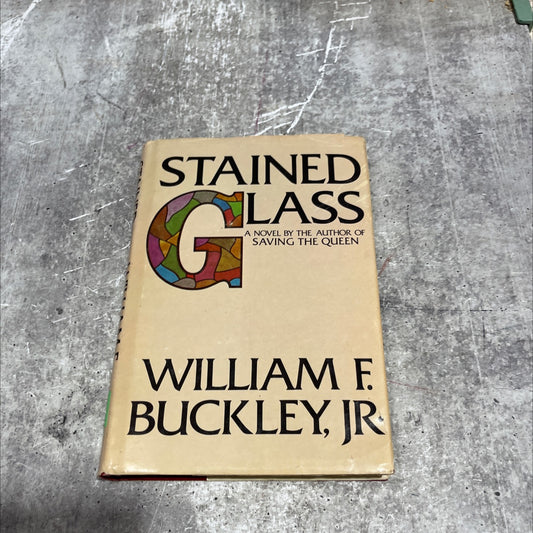 STAINED
GLASS
A NOVEL BY THE AUTHOR OF
SAVING THE QUEEN
WILLIAM F.
BUCKLEY, JR.